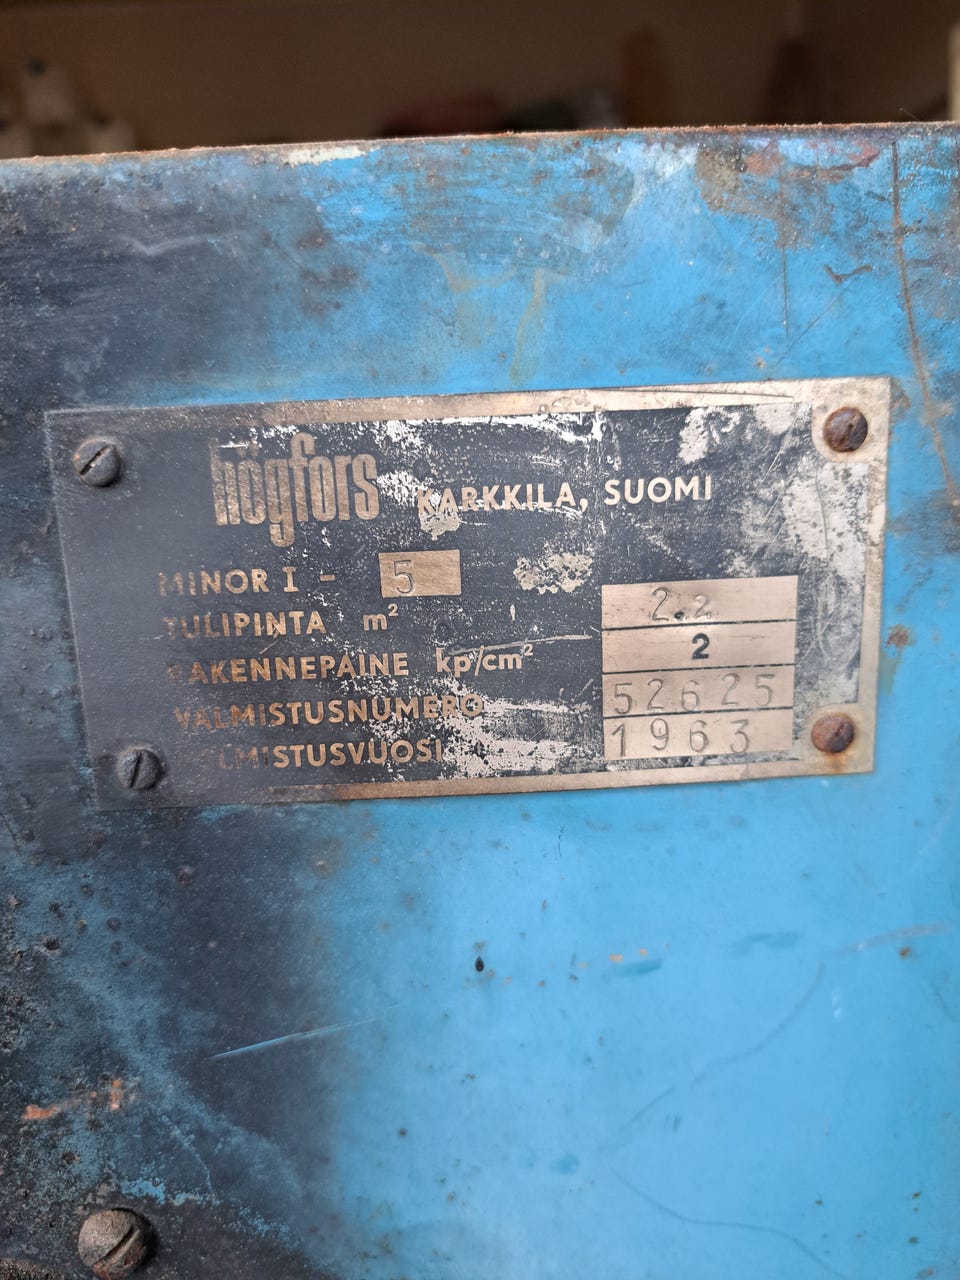 högfors KARKKILA, SUOMI
MINOR I - 5
TULIPINTA m² 2.2
RAKENNEPAINE kp/cm² 2
VALMISTUSNUMERO 52625
VALMISTUSVUOSI 1963